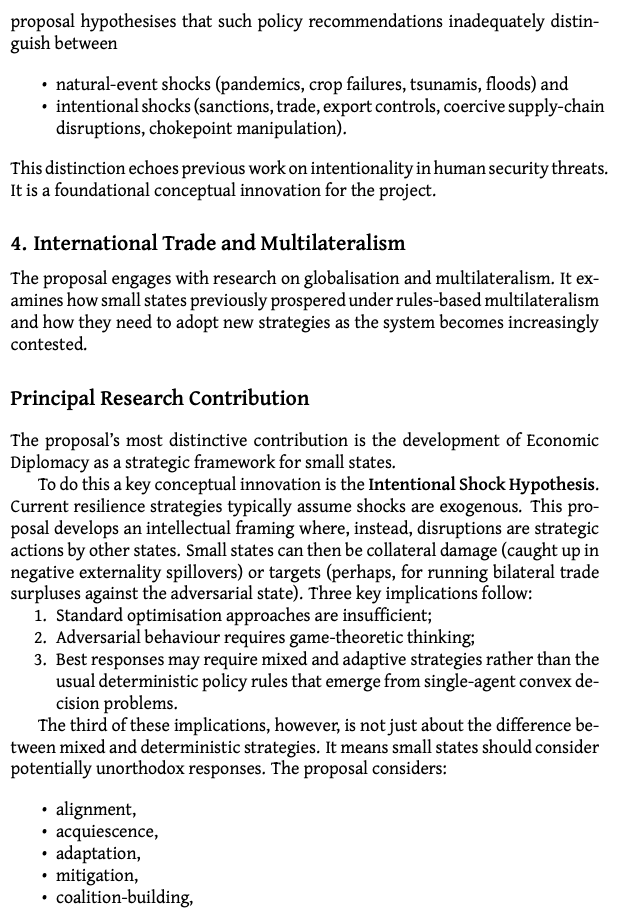 proposal hypothesises that such policy recommendations inadequately distin-
guish between
• natural-event shocks (pandemics, crop failures, tsunamis, floods) and
• intentional shocks (sanctions, trade, export controls, coercive supply-chain
disruptions, chokepoint manipulation).
This distinction echoes previous work on intentionality in human security threats.
It is a foundational conceptual innovation for the project.
4. International Trade and Multilateralism
The proposal engages with research on globalisation and multilateralism. It ex-
amines how small states previously prospered under rules-based multilateralism
and how they need to adopt new strategies as the system becomes increasingly
contested.
Principal Research Contribution
The proposal’s most distinctive contribution is the development of Economic
Diplomacy as a strategic framework for small states.
To do this a key conceptual innovation is the Intentional Shock Hypothesis.
Current resilience strategies typically assume shocks are exogenous. This pro-
posal develops an intellectual framing where, instead, disruptions are strategic
actions by other states. Small states can then be collateral damage (caught up in
negative externality spillovers) or targets (perhaps, for running bilateral trade
surpluses against the adversarial state). Three key implications follow:
1. Standard optimisation approaches are insufficient;
2. Adversarial behaviour requires game-theoretic thinking;
3. Best responses may require mixed and adaptive strategies rather than the
usual deterministic policy rules that emerge from single-agent convex de-
cision problems.
The third of these implications, however, is not just about the difference be-
tween mixed and deterministic strategies. It means small states should consider
potentially unorthodox responses. The proposal considers:
• alignment,
• acquiescence,
• adaptation,
• mitigation,
• coalition-building,